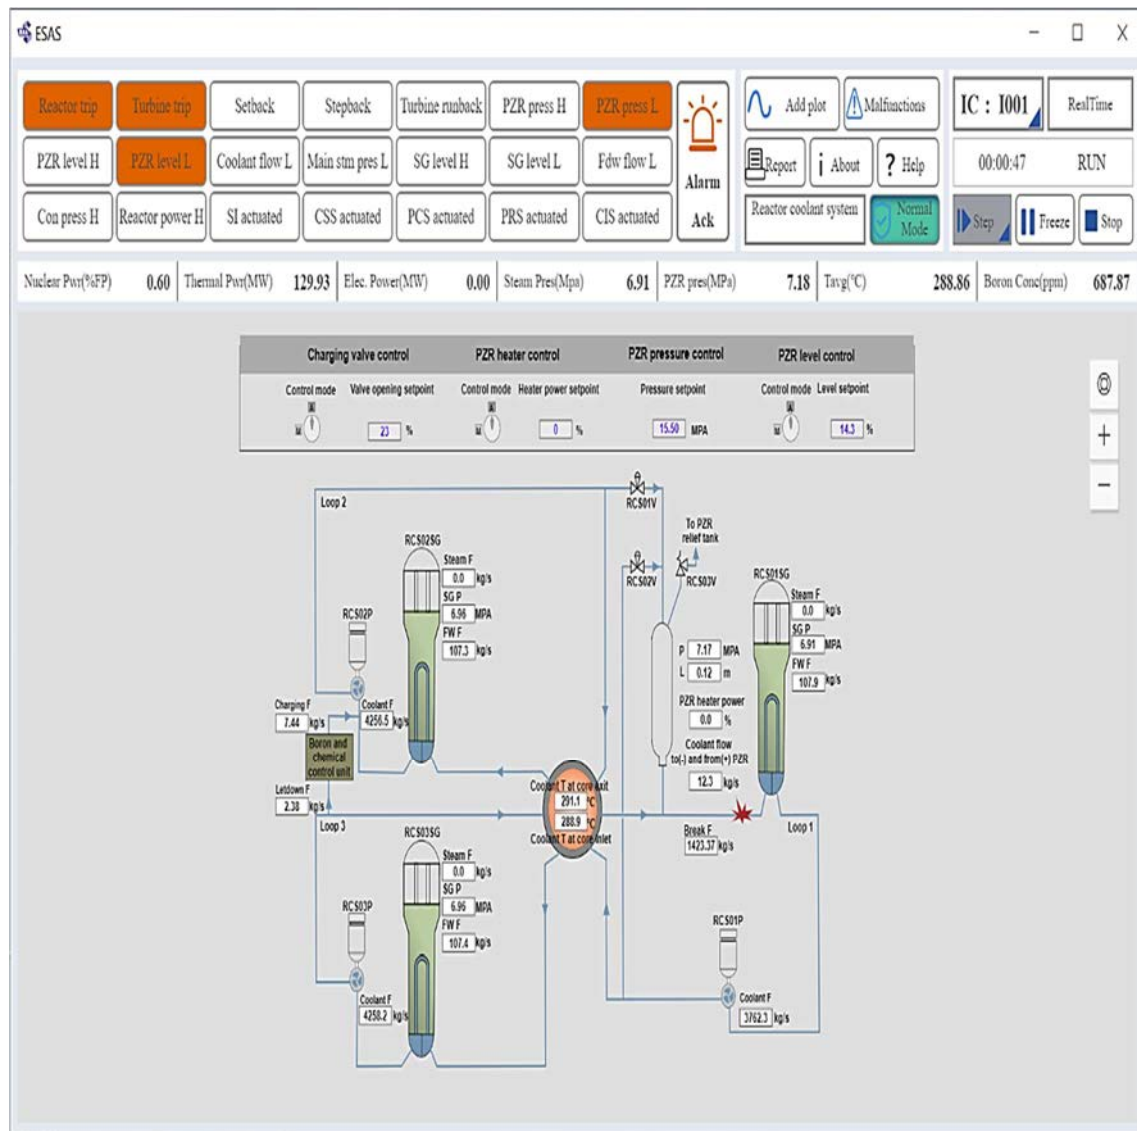 ESAS
Reactor trip Turbine trip Setback Stepback Turbine runback PZR press H PZR press L
PZR level H PZR level L Coolant flow L Main stm pres L SG level H SG level L Fdw flow L
Con press H Reactor power H SI actuated CSS actuated PCS actuated PRS actuated CIS actuated
Alarm
Ack
Add plot Malfunctions
Report About ? Help
Reactor coolant system Normal
Mode
IC : I001 RealTime
00:00:47 RUN
Step Freeze Stop
Nuclear Pwr(%FP) 0.60 Thermal Pwr(MW) 129.93 Elec. Power(MW) 0.00 Steam Pres(Mpa) 6.91 PZR pres(MPa) 7.18 Tavg(℃) 288.86 Boron Conc(ppm) 687.87
Charging valve control PZR heater control PZR pressure control PZR level control
Control mode Valve opening setpoint Control mode Heater power setpoint Pressure setpoint Control mode Level setpoint
A A A
M 23 % M 0 % 15.50 MPA M 14.3 %
Loop 2
RCS01V
To PZR
relief tank
RCS02V
RCS03V
RCS02SG
Steam F
0.0 kg/s
SG P
6.96 MPA
FW F
107.3 kg/s
RCS02P
Coolant F
4256.5 kg/s
Charging F
7.44 kg/s
Boron and
chemical
control unit
Letdown F
2.38 kg/s
Loop 3
RCS01SG
Steam F
0.0 kg/s
SG P
6.91 MPA
FW F
107.9 kg/s
P 7.17 MPA
L 0.12 m
PZR heater power
0.0 %
Coolant flow
to(-) and from(+) PZR
12.3 kg/s
Coolant T at core exit
291.1 ℃
288.9 ℃
Coolant T at core inlet
Break F
1423.37 kg/s
Loop 1
RCS03SG
Steam F
0.0 kg/s
SG P
6.96 MPA
FW F
107.4 kg/s
RCS03P
Coolant F
4258.2 kg/s
RCS01P
Coolant F
3762.3 kg/s